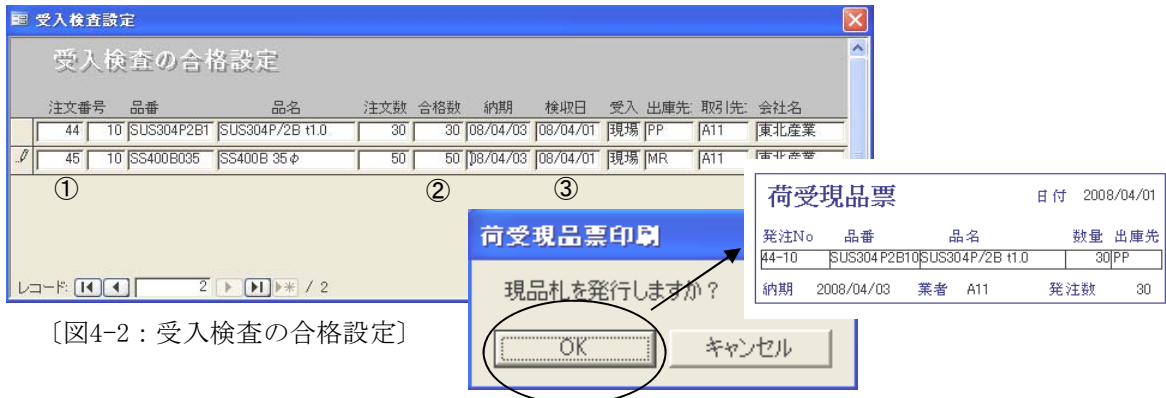 受入検査設定
受入検査の合格設定
注文番号 品番 品名 注文数 合格数 納期 検収日 受入 出庫先 取引先 会社名
44 10 SUS304P2B1 SUS304P/2B t1.0 30 30 08/04/03 08/04/01 現場 PP A11 東北産業
45 10 SS400B035 SS400B 35φ 50 50 08/04/03 08/04/01 現場 MR A11 東北産業
① ② ③
レコード: 2 / 2
〔図4-2：受入検査の合格設定〕
荷受現品票印刷
現品札を発行しますか？
OK キャンセル
荷受現品票 日付 2008/04/01
発注No 品番 品名 数量 出庫先
44-10 SUS304P2B10 SUS304P/2B t1.0 30 PP
納期 2008/04/03 業者 A11 発注数 30